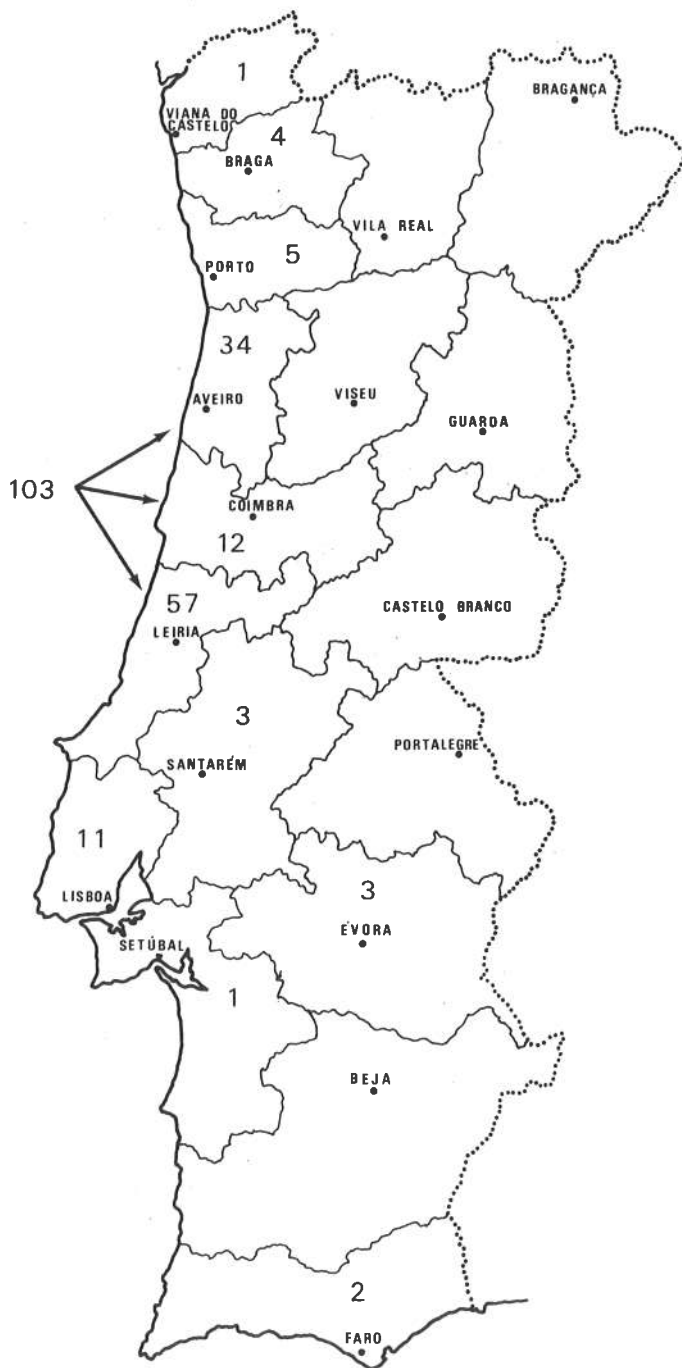 1
BRAGANÇA
VIANA DO
CASTELO
4
BRAGA
VILA REAL
5
PORTO
34
AVEIRO
VISEU
GUARDA
103
COIMBRA
12
57
CASTELO BRANCO
LEIRIA
3
PORTALEGRE
SANTARÉM
11
3
LISBOA
EVORA
SETÚBAL
1
BEJA
2
FARO